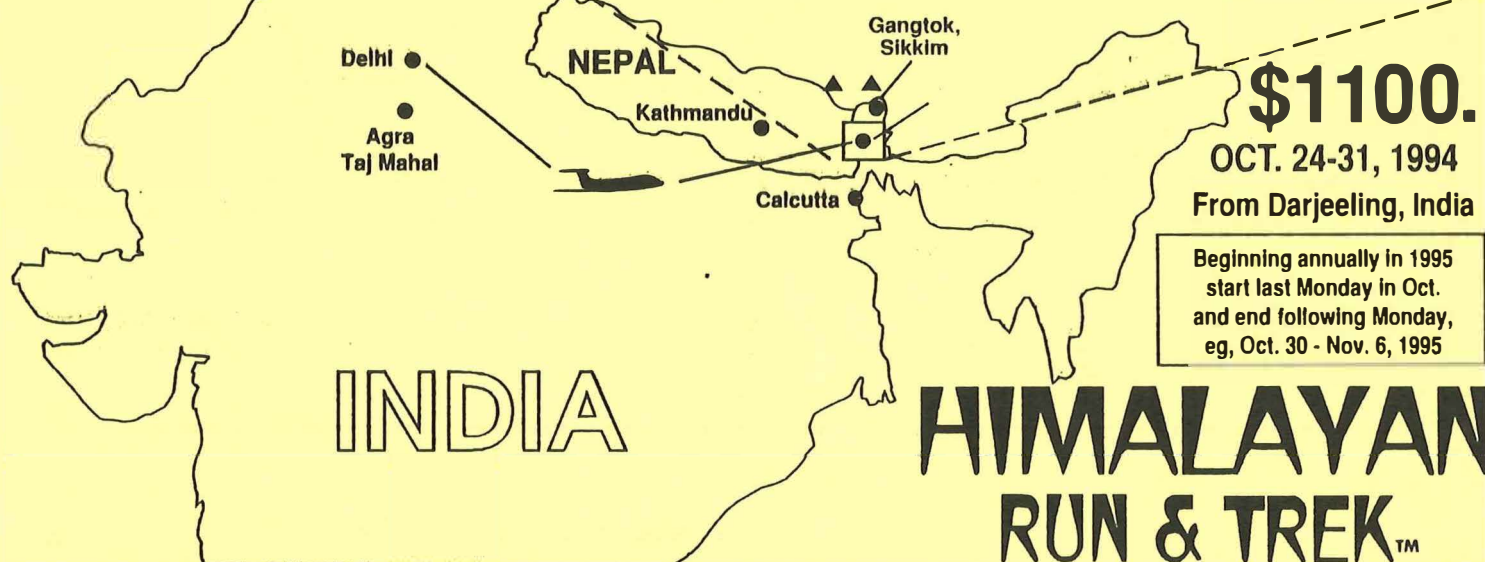 Gangtok,
Sikkim
Delhi
NEPAL
Kathmandu
Agra
Taj Mahal
Calcutta
$1100.
OCT. 24-31, 1994
From Darjeeling, India
Beginning annually in 1995
start last Monday in Oct.
and end following Monday,
eg, Oct. 30 - Nov. 6, 1995
INDIA
HIMALAYAN
RUN & TREK™